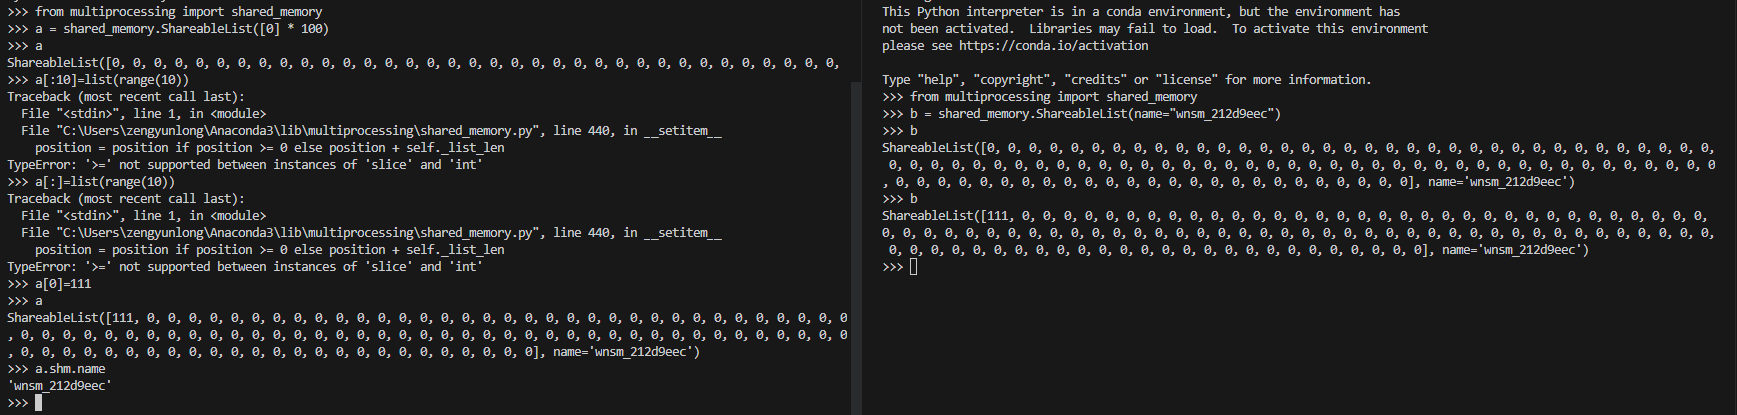 >>> from multiprocessing import shared_memory
>>> a = shared_memory.ShareableList([0] * 100)
>>> a
ShareableList([0, 0, 0, 0, 0, 0, 0, 0, 0, 0, 0, 0, 0, 0, 0, 0, 0, 0, 0, 0, 0, 0, 0, 0, 0, 0, 0, 0, 0, 0, 0, 0, 0, 0, 0,
>>> a[:10]=list(range(10))
Traceback (most recent call last):
  File "<stdin>", line 1, in <module>
  File "C:\Users\zengyunlong\Anaconda3\lib\multiprocessing\shared_memory.py", line 440, in __setitem__
    position = position if position >= 0 else position + self._list_len
TypeError: '>=' not supported between instances of 'slice' and 'int'
>>> a[:]=list(range(10))
Traceback (most recent call last):
  File "<stdin>", line 1, in <module>
  File "C:\Users\zengyunlong\Anaconda3\lib\multiprocessing\shared_memory.py", line 440, in __setitem__
    position = position if position >= 0 else position + self._list_len
TypeError: '>=' not supported between instances of 'slice' and 'int'
>>> a[0]=111
>>> a
ShareableList([111, 0, 0, 0, 0, 0, 0, 0, 0, 0, 0, 0, 0, 0, 0, 0, 0, 0, 0, 0, 0, 0, 0, 0, 0, 0, 0, 0, 0, 0, 0, 0, 0, 0, 0
, 0, 0, 0, 0, 0, 0, 0, 0, 0, 0, 0, 0, 0, 0, 0, 0, 0, 0, 0, 0, 0, 0, 0, 0, 0, 0, 0, 0, 0, 0, 0, 0, 0, 0, 0, 0, 0, 0, 0, 0
, 0, 0, 0, 0, 0, 0, 0, 0, 0, 0, 0, 0, 0, 0, 0, 0, 0, 0, 0, 0, 0, 0, 0, 0, 0], name='wnsm_212d9eec')
>>> a.shm.name
'wnsm_212d9eec'
>>>
This Python interpreter is in a conda environment, but the environment has
not been activated.  Libraries may fail to load.  To activate this environment
please see https://conda.io/activation
Type "help", "copyright", "credits" or "license" for more information.
>>> from multiprocessing import shared_memory
>>> b = shared_memory.ShareableList(name="wnsm_212d9eec")
>>> b
ShareableList([0, 0, 0, 0, 0, 0, 0, 0, 0, 0, 0, 0, 0, 0, 0, 0, 0, 0, 0, 0, 0, 0, 0, 0, 0, 0, 0, 0, 0, 0, 0, 0, 0, 0, 0,
 0, 0, 0, 0, 0, 0, 0, 0, 0, 0, 0, 0, 0, 0, 0, 0, 0, 0, 0, 0, 0, 0, 0, 0, 0, 0, 0, 0, 0, 0, 0, 0, 0, 0, 0, 0, 0, 0, 0, 0
, 0, 0, 0, 0, 0, 0, 0, 0, 0, 0, 0, 0, 0, 0, 0, 0, 0, 0, 0, 0, 0, 0, 0, 0, 0], name='wnsm_212d9eec')
>>> b
ShareableList([111, 0, 0, 0, 0, 0, 0, 0, 0, 0, 0, 0, 0, 0, 0, 0, 0, 0, 0, 0, 0, 0, 0, 0, 0, 0, 0, 0, 0, 0, 0, 0, 0, 0,
0, 0, 0, 0, 0, 0, 0, 0, 0, 0, 0, 0, 0, 0, 0, 0, 0, 0, 0, 0, 0, 0, 0, 0, 0, 0, 0, 0, 0, 0, 0, 0, 0, 0, 0, 0, 0, 0, 0, 0,
 0, 0, 0, 0, 0, 0, 0, 0, 0, 0, 0, 0, 0, 0, 0, 0, 0, 0, 0, 0, 0, 0, 0, 0, 0, 0], name='wnsm_212d9eec')
>>>